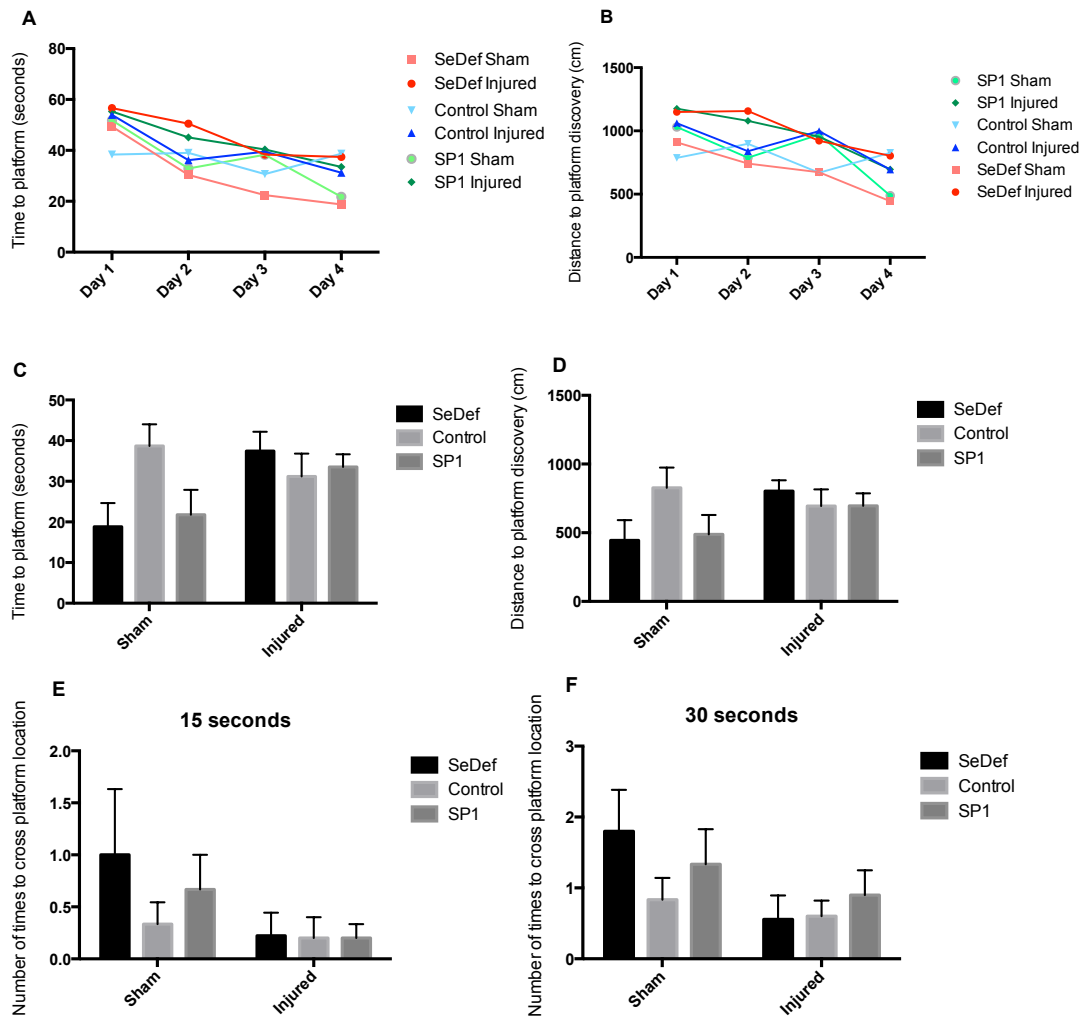 A
Time to platform (seconds)
80
60
40
20
0
Day 1
Day 2
Day 3
Day 4
SeDef Sham
SeDef Injured
Control Sham
Control Injured
SP1 Sham
SP1 Injured
B
Distance to platform discovery (cm)
1500
1000
500
0
Day 1
Day 2
Day 3
Day 4
SP1 Sham
SP1 Injured
Control Sham
Control Injured
SeDef Sham
SeDef Injured
C
Time to platform (seconds)
50
40
30
20
10
0
Sham
Injured
SeDef
Control
SP1
D
Distance to platform discovery (cm)
1500
1000
500
0
Sham
Injured
SeDef
Control
SP1
E
15 seconds
Number of times to cross platform location
2.0
1.5
1.0
0.5
0.0
Sham
Injured
SeDef
Control
SP1
F
30 seconds
Number of times to cross platform location
3
2
1
0
Sham
Injured
SeDef
Control
SP1